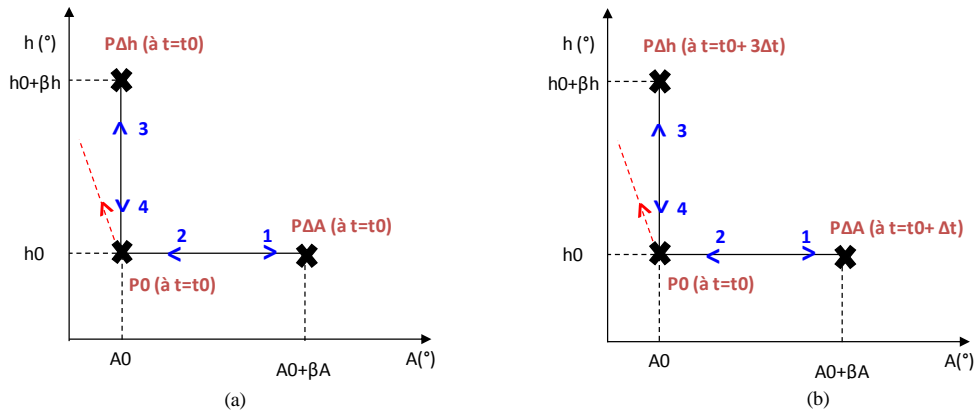 h (°)
PΔh (à t=t0)
h0+βh
3
4
PΔA (à t=t0)
2
1
h0
P0 (à t=t0)
A0
A0+βA
A(°)
(a)
h (°)
PΔh (à t=t0+ 3Δt)
h0+βh
3
4
PΔA (à t=t0+ Δt)
2
1
h0
P0 (à t=t0)
A0
A0+βA
A(°)
(b)